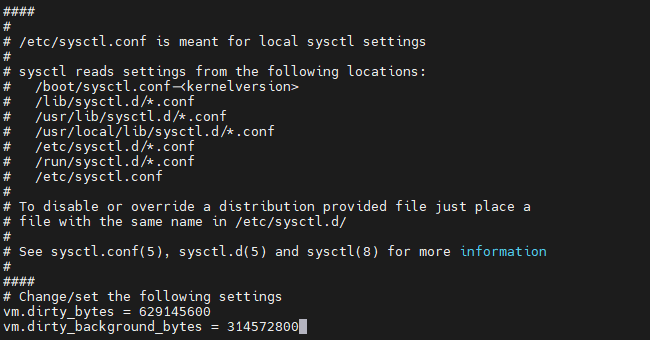 ####
#
# /etc/sysctl.conf is meant for local sysctl settings
#
# sysctl reads settings from the following locations:
#   /boot/sysctl.conf-<kernelversion>
#   /lib/sysctl.d/*.conf
#   /usr/lib/sysctl.d/*.conf
#   /usr/local/lib/sysctl.d/*.conf
#   /etc/sysctl.d/*.conf
#   /run/sysctl.d/*.conf
#   /etc/sysctl.conf
#
# To disable or override a distribution provided file just place a
# file with the same name in /etc/sysctl.d/
#
# See sysctl.conf(5), sysctl.d(5) and sysctl(8) for more information
#
####
# Change/set the following settings
vm.dirty_bytes = 629145600
vm.dirty_background_bytes = 314572800